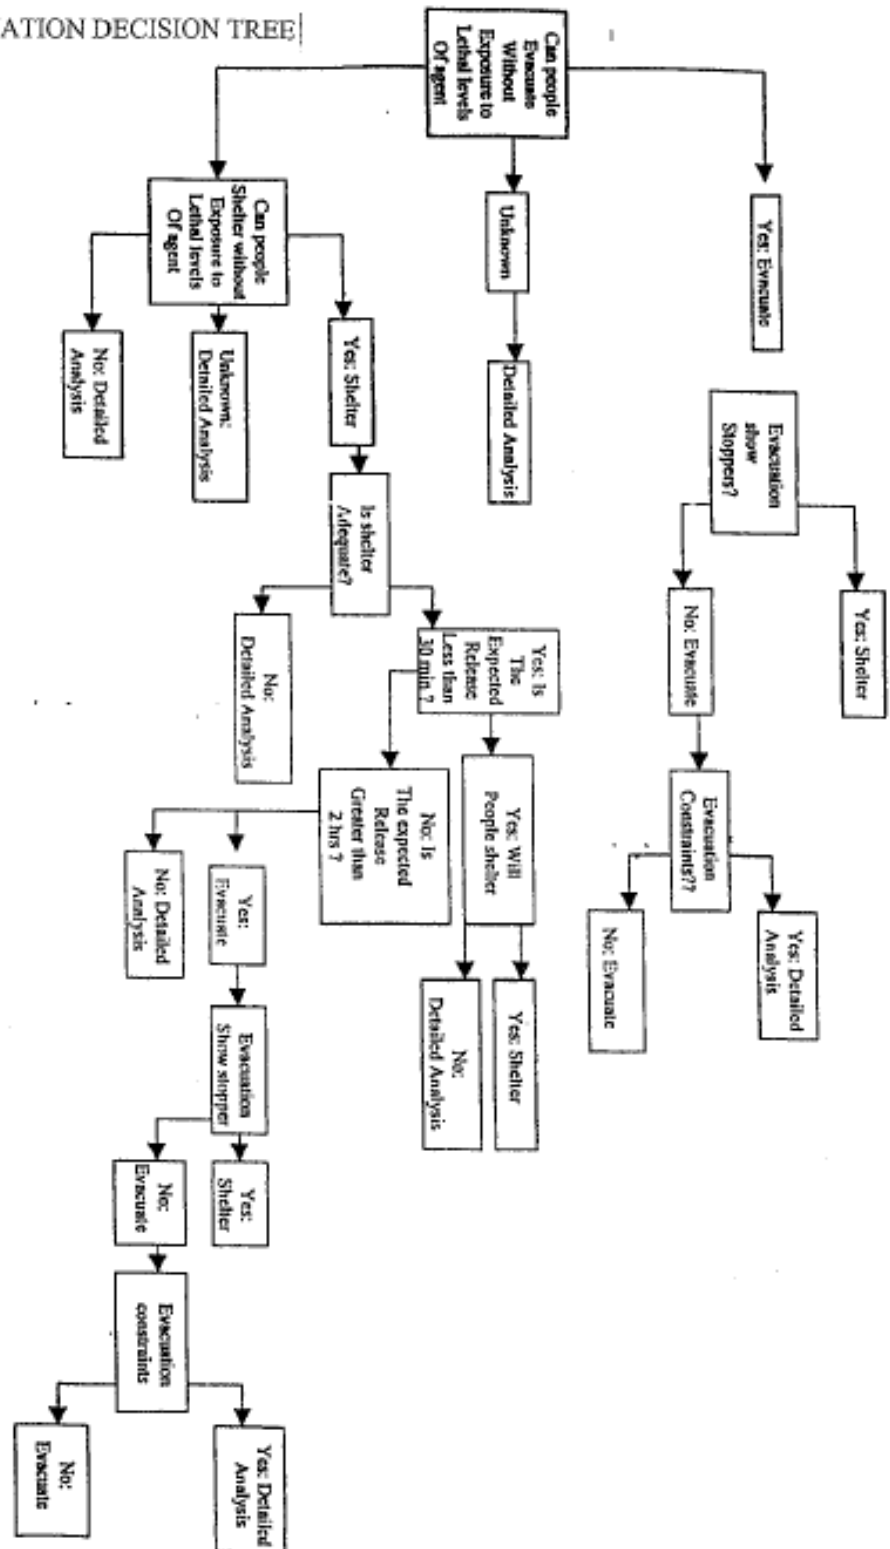 ATION DECISION TREE
Can people
Evacuate
Without
Exposure to
Lethal levels
Of agent
Yes: Evacuate
Evacuation
show
Stoppers?
Yes: Shelter
No: Evacuate
Evacuation
Constraints??
Yes: Detailed
Analysis
No: Evacuate
Unknown
Detailed Analysis
Can people
Shelter without
Exposure to
Lethal levels
Of agent
Yes: Shelter
Is shelter
Adequate?
Yes: Is
The
Expected
Release
Less than
30 min ?
Yes: Will
People shelter
Yes: Shelter
No:
Detailed Analysis
No: Is
The expected
Release
Greater than
2 hrs ?
Yes:
Evacuate
Evacuation
Show stopper
Yes:
Shelter
No:
Evacuate
Evacuation
constraints
Yes: Detailed
Analysis
No:
Evacuate
No: Detailed
Analysis
No:
Detailed Analysis
Unknown:
Detailed Analysis
No: Detailed
Analysis